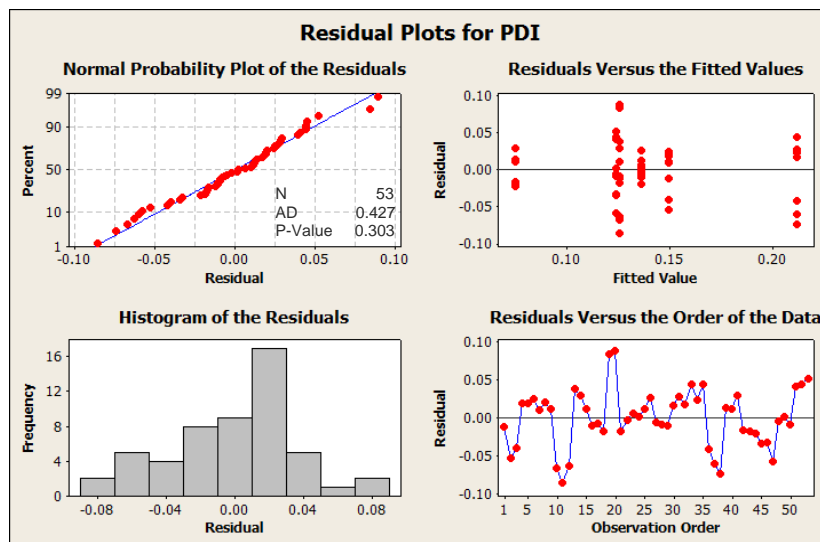 Residual Plots for PDI
Normal Probability Plot of the Residuals
99
90
50
10
1
Percent
-0.10
-0.05
0.00
0.05
0.10
Residual
N 53
AD 0.427
P-Value 0.303
Residuals Versus the Fitted Values
0.10
0.05
0.00
-0.05
-0.10
Residual
0.10
0.15
0.20
Fitted Value
Histogram of the Residuals
16
12
8
4
0
Frequency
-0.08
-0.04
0.00
0.04
0.08
Residual
Residuals Versus the Order of the Data
0.10
0.05
0.00
-0.05
-0.10
Residual
1 5 10 15 20 25 30 35 40 45 50
Observation Order